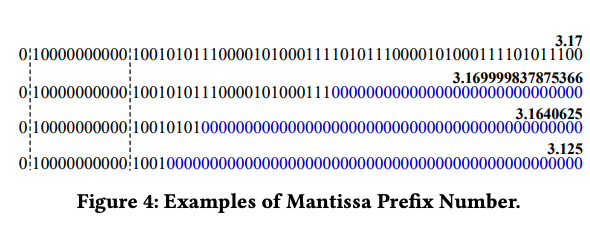 3.17
0 10000000000 1001010111000010100011110101110000101000111101011100
3.169999837875366
0 10000000000 1001010111000010100011100000000000000000000000000000
3.1640625
0 10000000000 1001010100000000000000000000000000000000000000000000
3.125
0 10000000000 1001000000000000000000000000000000000000000000000000
Figure 4: Examples of Mantissa Prefix Number.